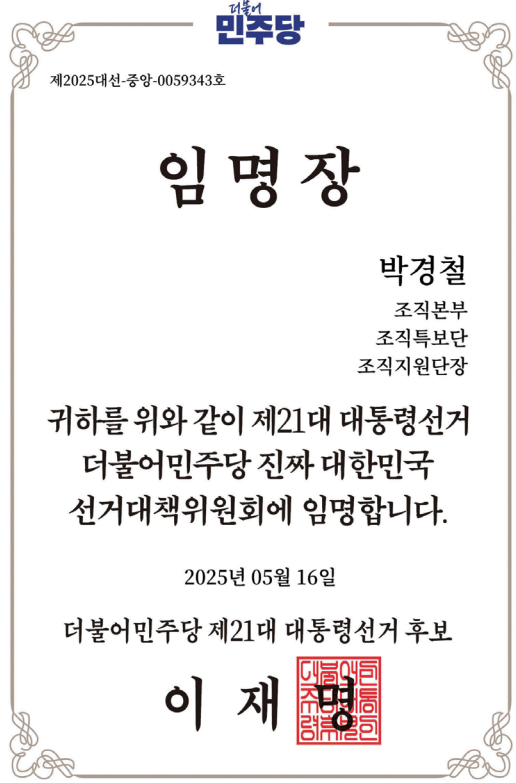 더불어
민주당
제2025대선-중앙-0059343호
임명장
박경철
조직본부
조직특보단
조직지원단장
귀하를 위와 같이 제21대 대통령선거
더불어민주당 진짜 대한민국
선거대책위원회에 임명합니다.
2025년 05월 16일
더불어민주당 제21대 대통령선거 후보
이 재 명